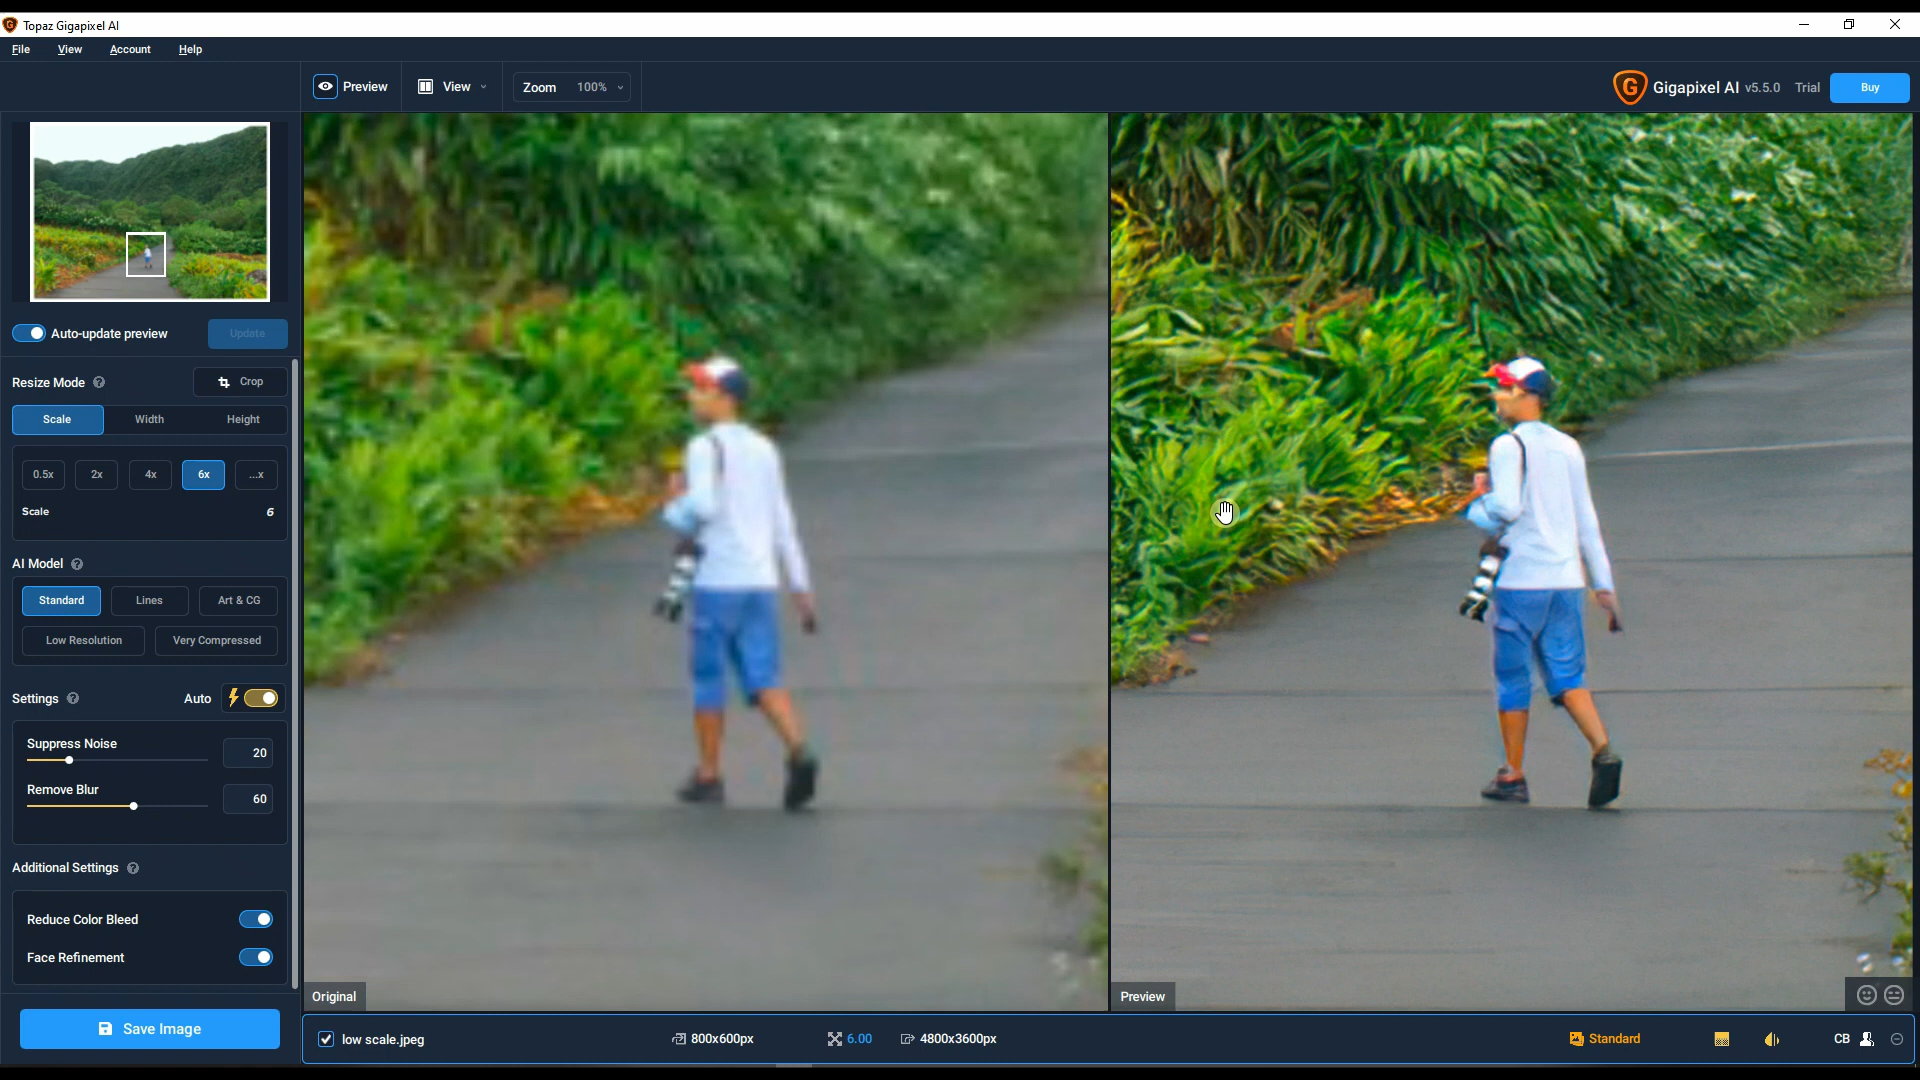 Topaz Gigapixel AI
File View Account Help
Preview View Zoom 100% Gigapixel AI v5.5.0 Trial Buy
Auto-update preview Update
Resize Mode Crop
Scale Width Height
0.5x 2x 4x 6x ...x
Scale 6
AI Model
Standard Lines Art & CG
Low Resolution Very Compressed
Settings Auto
Suppress Noise 20
Remove Blur 60
Additional Settings
Reduce Color Bleed
Face Refinement
Original Preview
Save Image
low scale.jpeg 800x600px 6.00 4800x3600px Standard CB